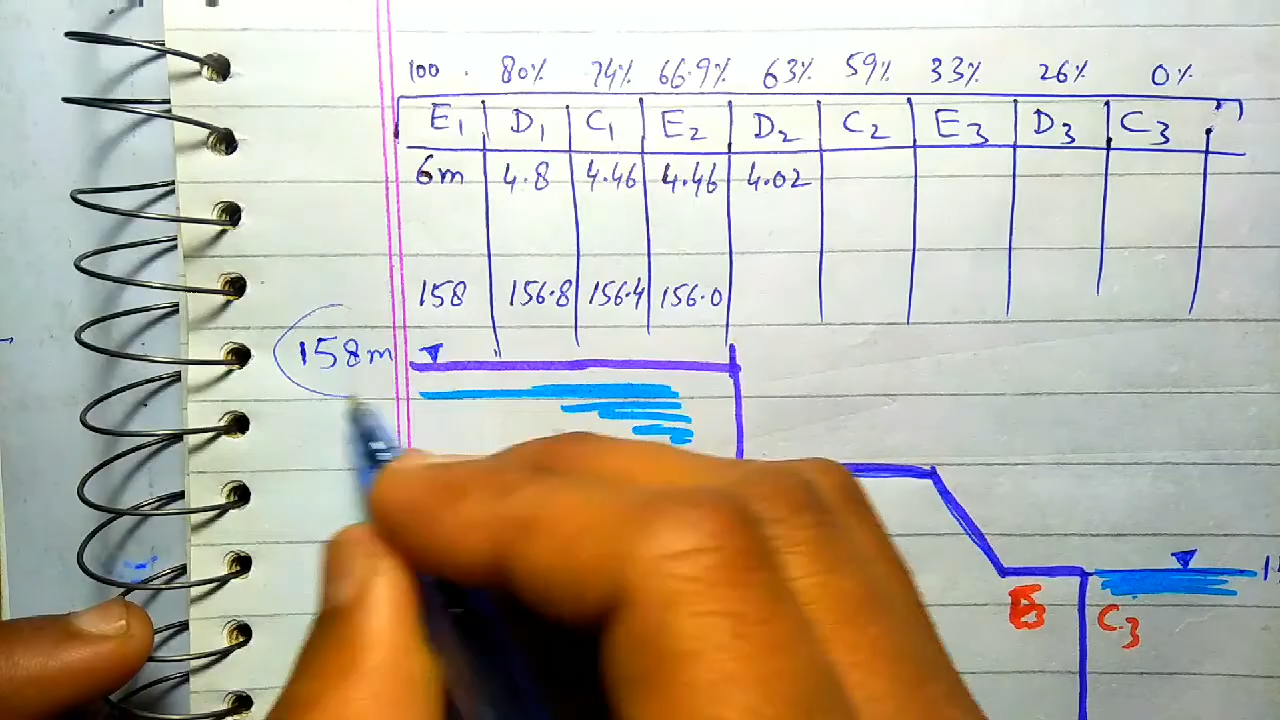 100 80% 74% 66.9% 63% 59% 33% 26% 0%
E1 D1 C1 E2 D2 C2 E3 D3 C3
6m 4.8 4.46 4.46 4.02
158 156.8 156.4 156.0
158m
E3 C3